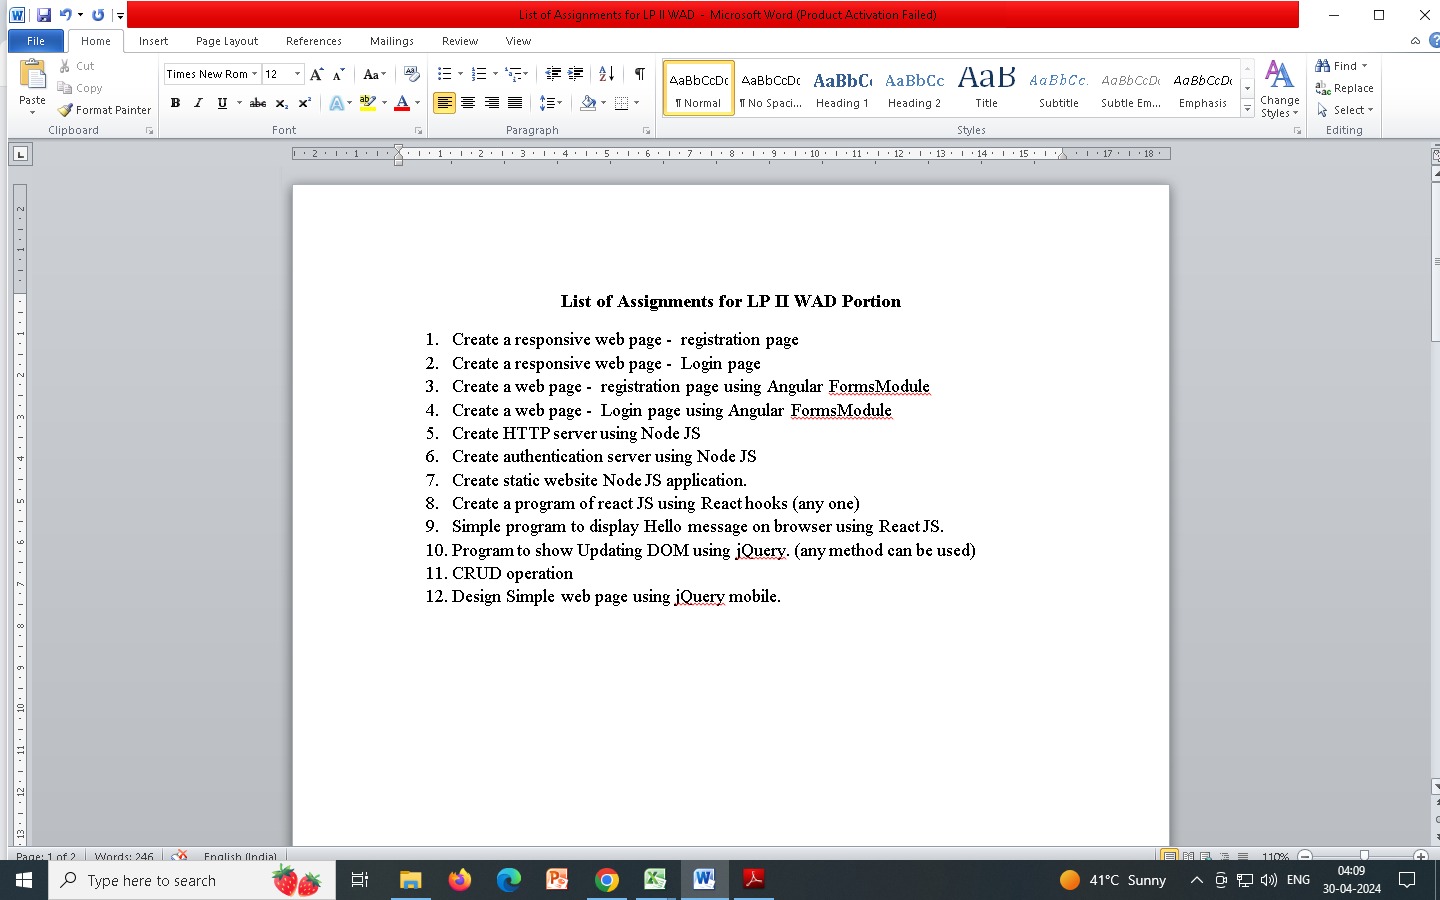 List of Assignments for LP II WAD - Microsoft Word (Product Activation Failed)
File Home Insert Page Layout References Mailings Review View
Paste
Cut
Copy
Format Painter
Clipboard
Times New Rom 12
Font
Paragraph
AaBbCcDc AaBbCcDc AaBbCc AaBbCc AaB AaBbCc. AaBbCcDc AaBbCcDc
¶ Normal ¶ No Spaci... Heading 1 Heading 2 Title Subtitle Subtle Em... Emphasis
Change Styles
Styles
Find
Replace
Select
Editing
List of Assignments for LP II WAD Portion
1. Create a responsive web page - registration page
2. Create a responsive web page - Login page
3. Create a web page - registration page using Angular FormsModule
4. Create a web page - Login page using Angular FormsModule
5. Create HTTP server using Node JS
6. Create authentication server using Node JS
7. Create static website Node JS application.
8. Create a program of react JS using React hooks (any one)
9. Simple program to display Hello message on browser using React JS.
10. Program to show Updating DOM using jQuery. (any method can be used)
11. CRUD operation
12. Design Simple web page using jQuery mobile.
Page: 1 of 2 Words: 246 English (India) 110%
Type here to search
41°C Sunny ENG
04:09
30-04-2024